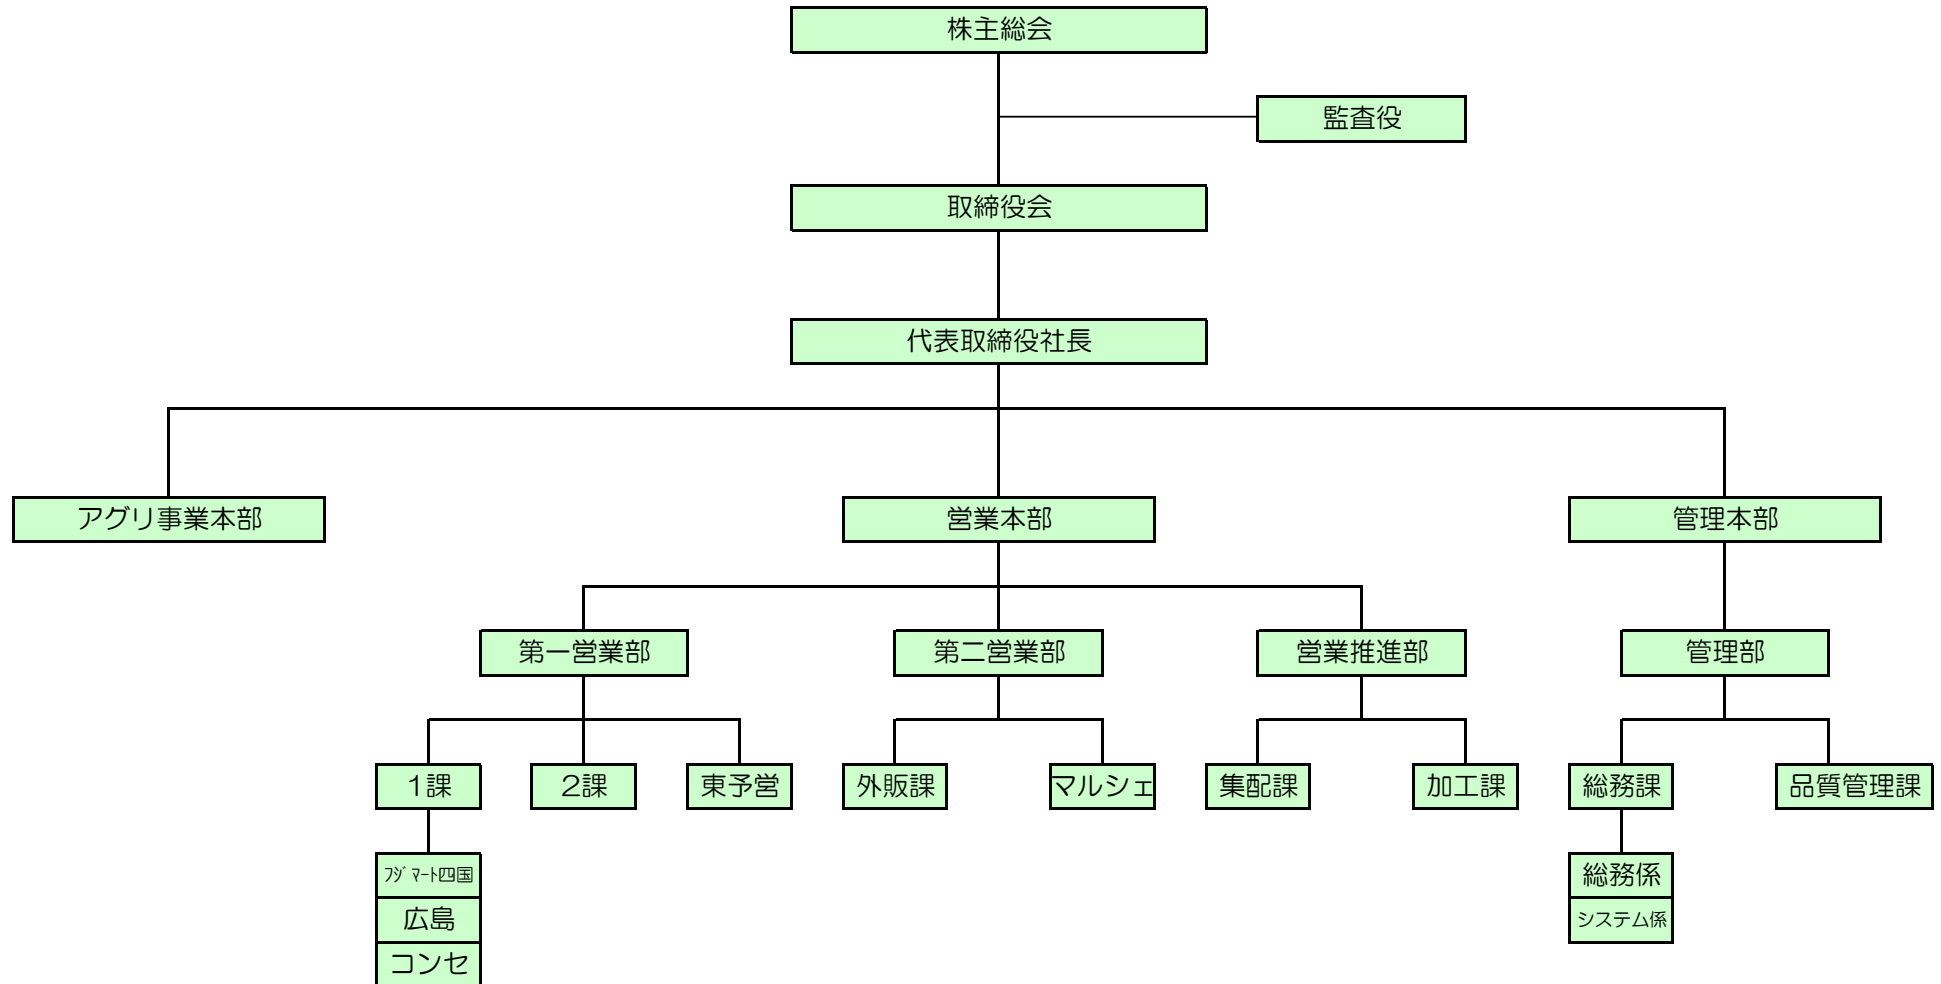 株主総会
監査役
取締役会
代表取締役社長
アグリ事業本部
営業本部
管理本部
第一営業部
第二営業部
営業推進部
管理部
1課
2課
東予営
外販課
マルシェ
集配課
加工課
総務課
品質管理課
ﾌｼﾞﾏｰﾄ四国
総務係
広島
システム係
コンセ